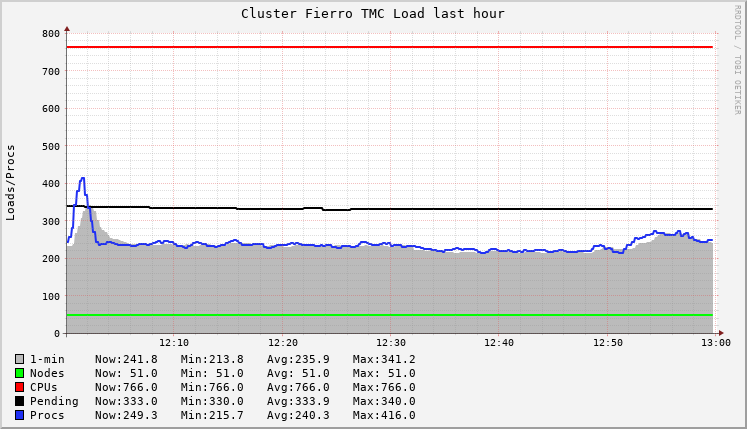 Cluster Fierro TMC Load last hour
RRDTOOL / TOBI OETIKER
Loads/Procs
800
700
600
500
400
300
200
100
0
12:10 12:20 12:30 12:40 12:50 13:00
1-min Now:241.8 Min:213.8 Avg:235.9 Max:341.2
Nodes Now: 51.0 Min: 51.0 Avg: 51.0 Max: 51.0
CPUs Now:766.0 Min:766.0 Avg:766.0 Max:766.0
Pending Now:333.0 Min:330.0 Avg:333.9 Max:340.0
Procs Now:249.3 Min:215.7 Avg:240.3 Max:416.0